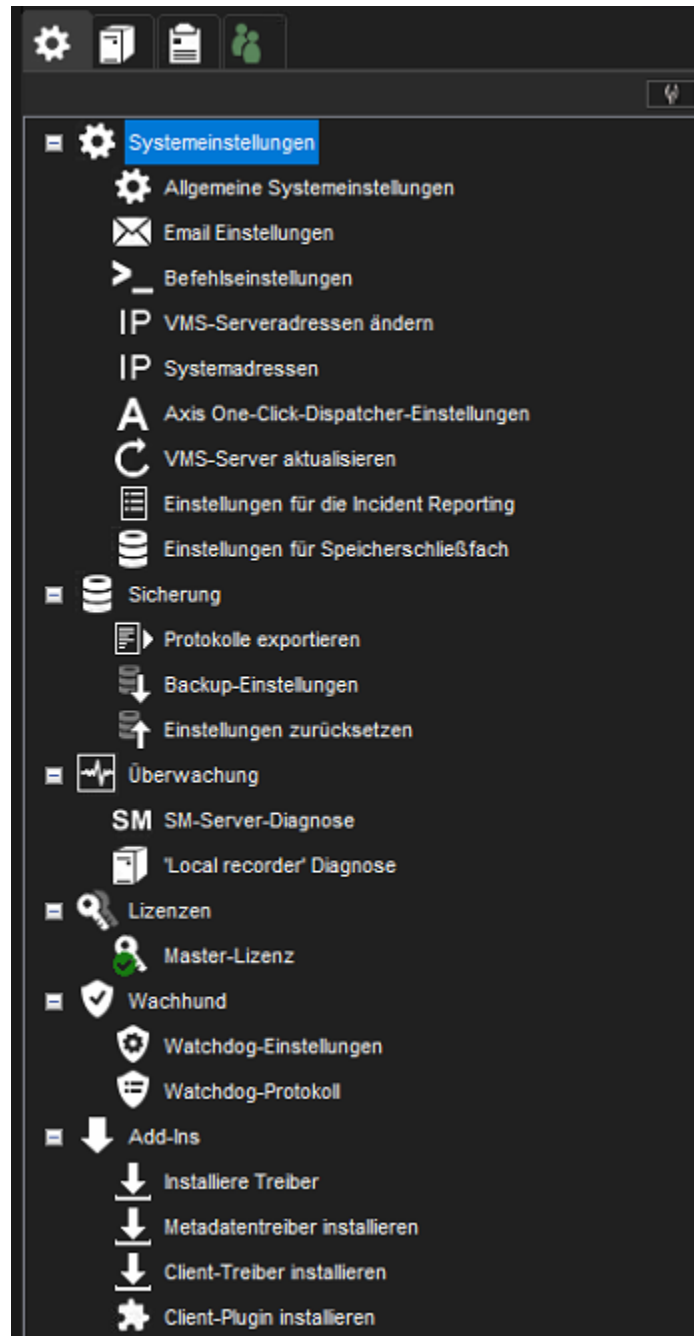 Systemeinstellungen
Allgemeine Systemeinstellungen
Email Einstellungen
>_ Befehlseinstellungen
IP VMS-Serveradressen ändern
IP Systemadressen
A Axis One-Click-Dispatcher-Einstellungen
VMS-Server aktualisieren
Einstellungen für die Incident Reporting
Einstellungen für Speicherschließfach
Sicherung
Protokolle exportieren
Backup-Einstellungen
Einstellungen zurücksetzen
Überwachung
SM SM-Server-Diagnose
'Local recorder' Diagnose
Lizenzen
Master-Lizenz
Wachhund
Watchdog-Einstellungen
Watchdog-Protokoll
Add-Ins
Installiere Treiber
Metadatentreiber installieren
Client-Treiber installieren
Client-Plugin installieren